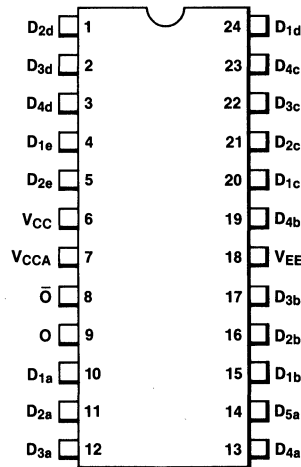 D2d 1 24 D1d
D3d 2 23 D4c
D4d 3 22 D3c
D1e 4 21 D2c
D2e 5 20 D1c
VCC 6 19 D4b
VCCA 7 18 VEE
O̅ 8 17 D3b
O 9 16 D2b
D1a 10 15 D1b
D2a 11 14 D5a
D3a 12 13 D4a